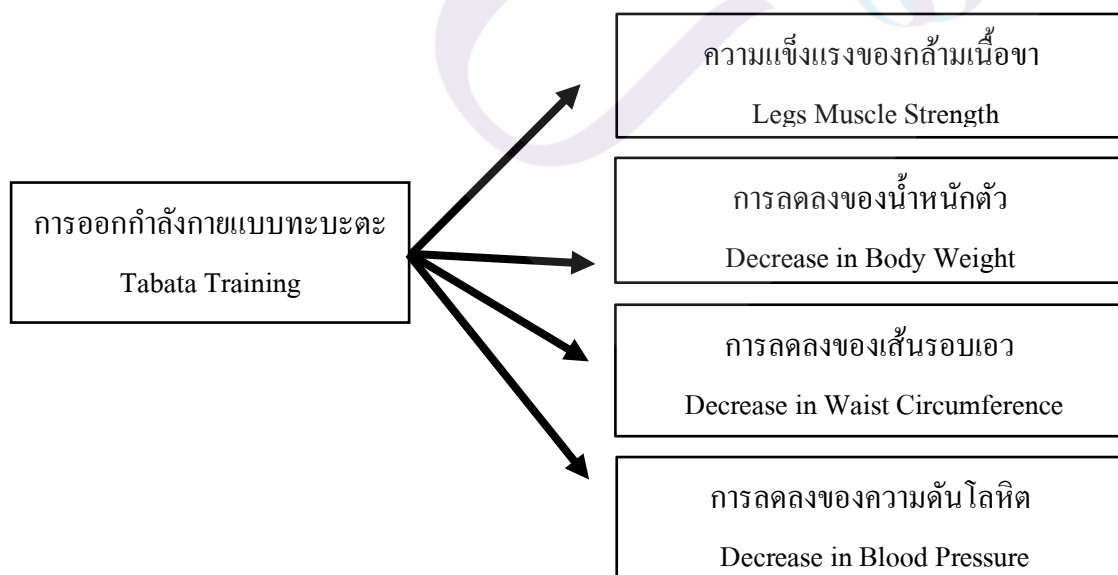 ความแข็งแรงของกล้ามเนื้อขา
Legs Muscle Strength
การลดลงของน้ำหนักตัว
Decrease in Body Weight
การออกกำลังกายแบบทะบะตะ
Tabata Training
การลดลงของเส้นรอบเอว
Decrease in Waist Circumference
การลดลงของความดันโลหิต
Decrease in Blood Pressure